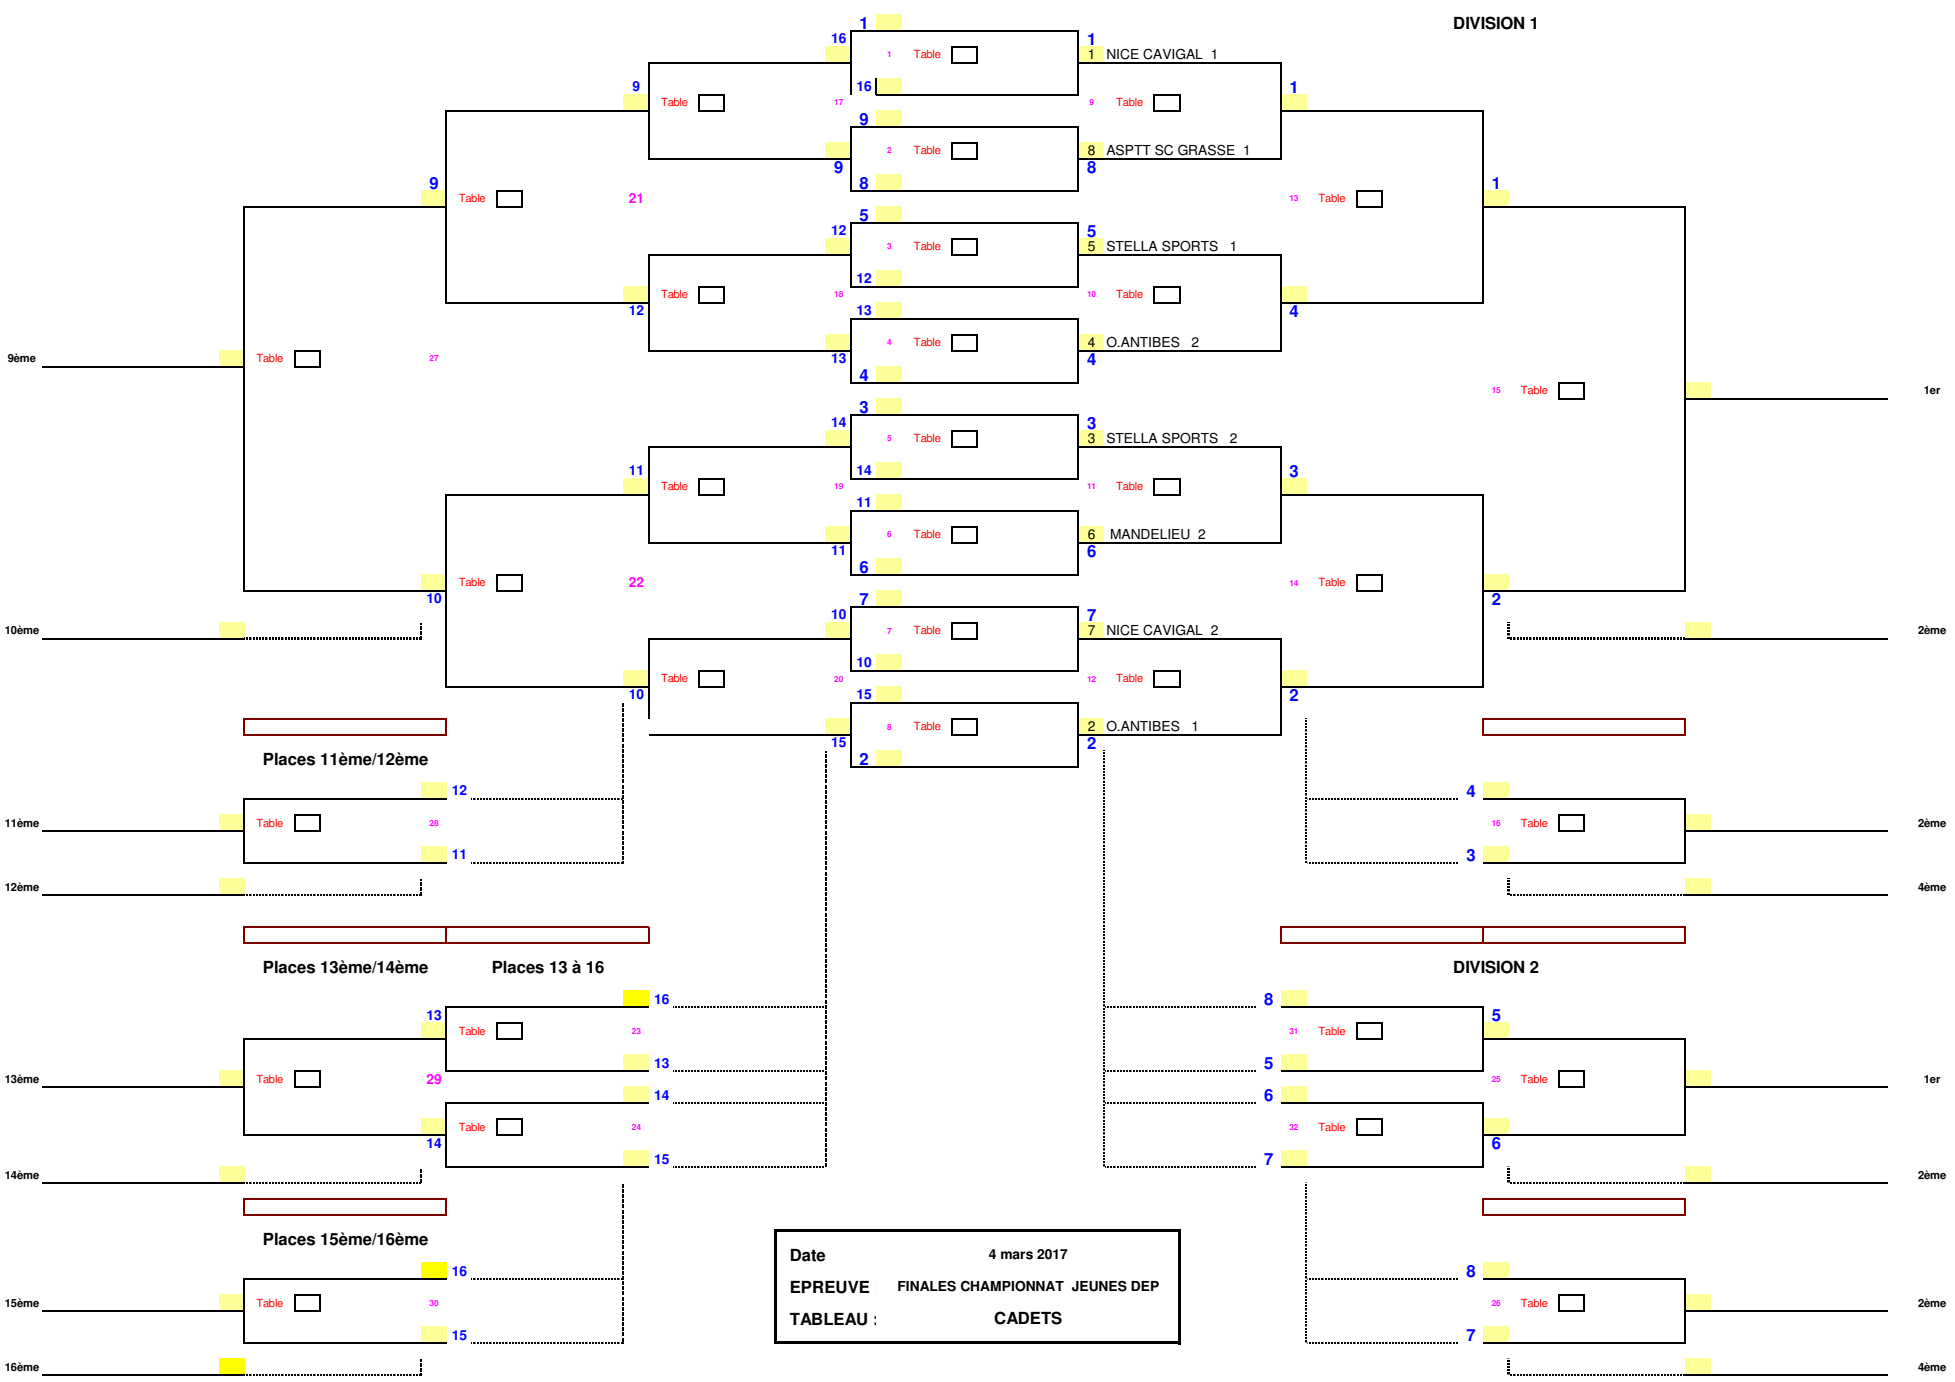 1 DIVISION 1
16 1
1 Table 1 NICE CAVIGAL 1
9 16 1
Table 17 9 Table
9
2 Table 8 ASPTT SC GRASSE 1
9 8 8
9 1
Table 21 13 Table
5
12 5
3 Table 5 STELLA SPORTS 1
12
Table 18 10 Table
12 13 4
4 Table 4 O.ANTIBES 2
9ème Table 27 13 4
4
15 Table 1er
3
14 3
5 Table 3 STELLA SPORTS 2
11 14 3
Table 19 11 Table
11
6 Table 6 MANDELIEU 2
11 6
6
Table 22 14 Table
10 7 2
10 7
10ème 7 Table 7 NICE CAVIGAL 2 2ème
10
Table 20 12 Table
10 15 2
8 Table 2 O.ANTIBES 1
15 2
Places 11ème/12ème 2
12 4
11ème Table 28 16 Table 2ème
11 3
12ème 4ème
Places 13ème/14ème Places 13 à 16 DIVISION 2
16 8
13 5
Table 23 31 Table
13 5
13ème Table 29 25 Table 1er
14 6
Table 24 32 Table
14 6
15 7
14ème 2ème
Places 15ème/16ème
Date 4 mars 2017
16 8
EPREUVE FINALES CHAMPIONNAT JEUNES DEP
15ème Table 30 26 Table 2ème
TABLEAU : CADETS
15 7
16ème 4ème